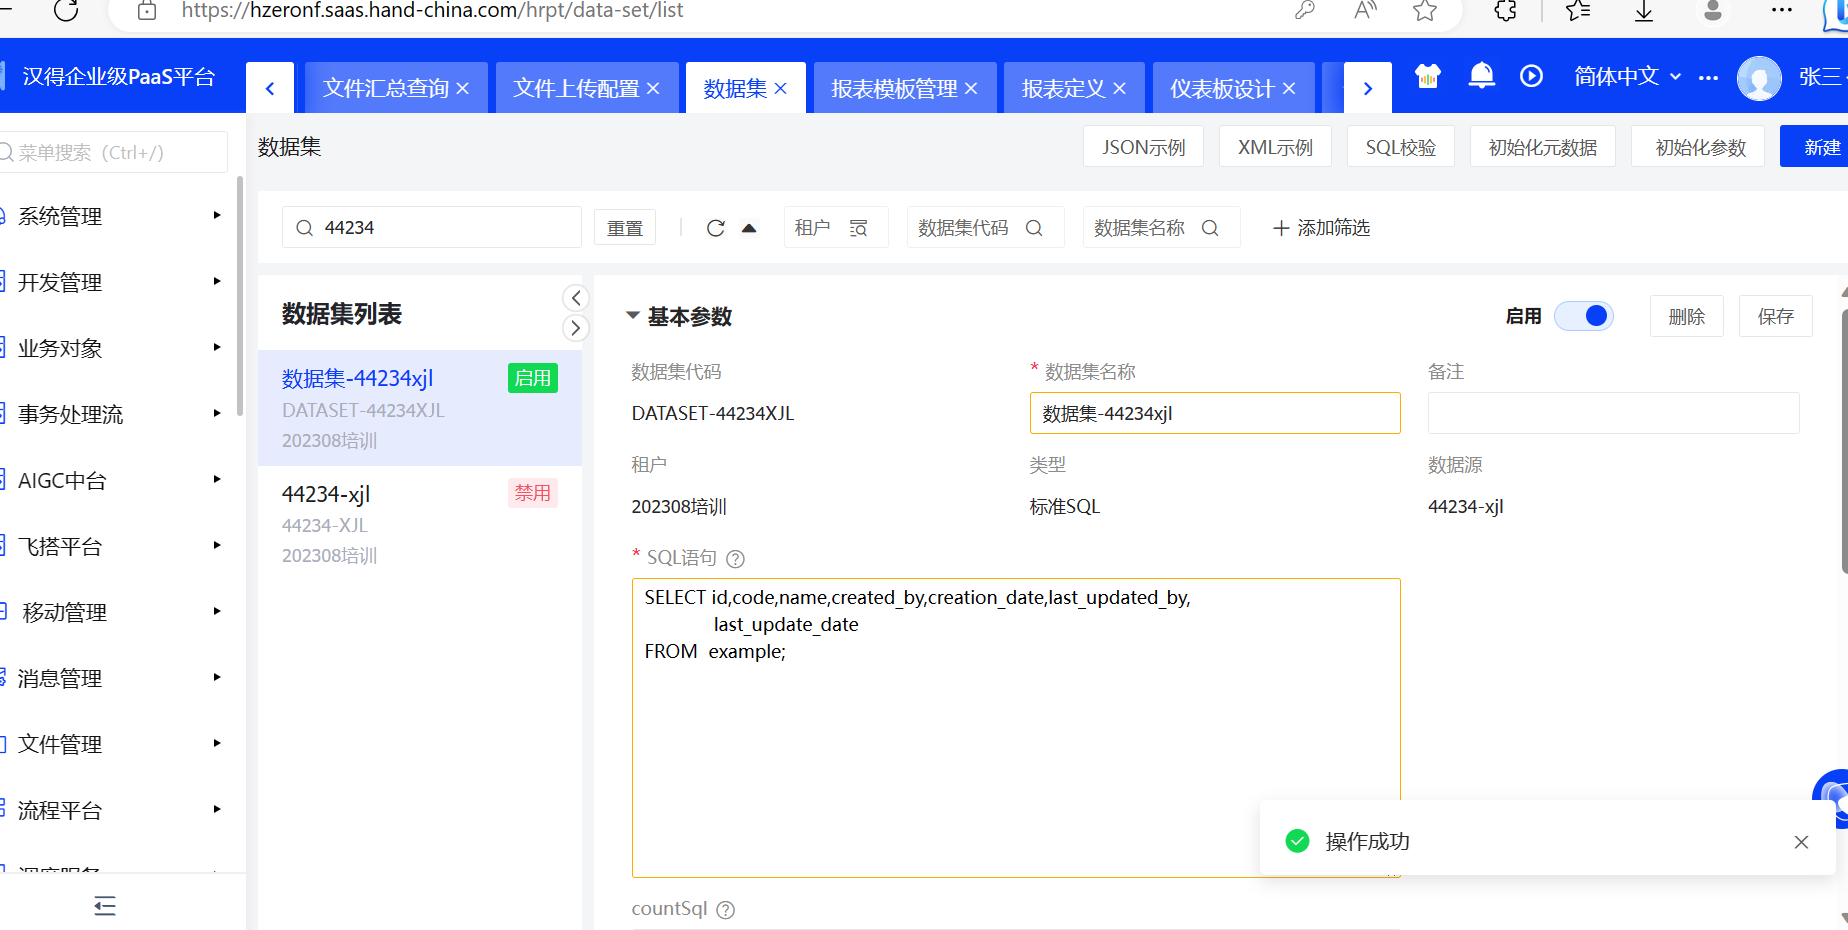 https://hzeronf.saas.hand-china.com/hrpt/data-set/list
汉得企业级PaaS平台
文件汇总查询 ×
文件上传配置 ×
数据集 ×
报表模板管理 ×
报表定义 ×
仪表板设计 ×
简体中文
张三
菜单搜索（Ctrl+/）
数据集
JSON示例
XML示例
SQL校验
初始化元数据
初始化参数
新建
系统管理
开发管理
业务对象
事务处理流
AIGC中台
飞搭平台
移动管理
消息管理
文件管理
流程平台
44234
重置
租户
数据集代码
数据集名称
添加筛选
数据集列表
数据集-44234xjl
启用
DATASET-44234XJL
202308培训
44234-xjl
禁用
44234-XJL
202308培训
基本参数
启用
删除
保存
数据集代码
* 数据集名称
备注
DATASET-44234XJL
数据集-44234xjl
租户
类型
数据源
202308培训
标准SQL
44234-xjl
* SQL语句
SELECT id,code,name,created_by,creation_date,last_updated_by,
last_update_date
FROM example;
操作成功
countSql